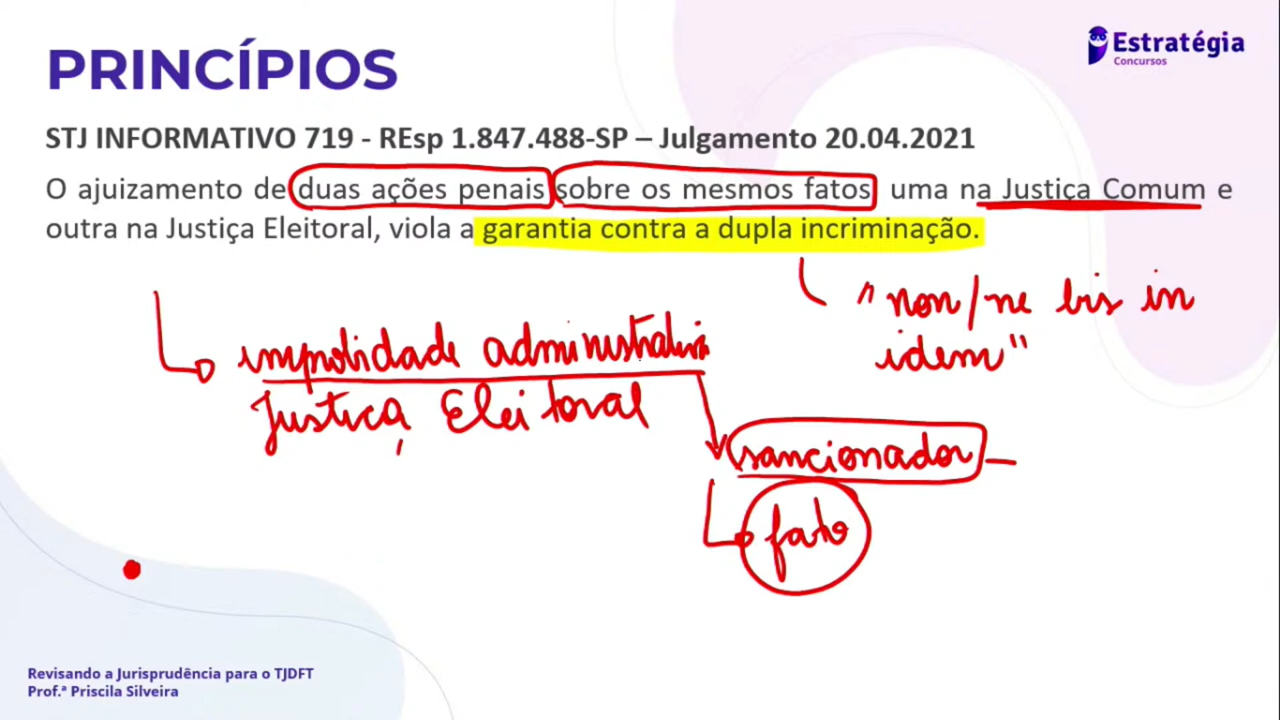 PRINCÍPIOS
Estratégia
Concursos
STJ INFORMATIVO 719 - REsp 1.847.488-SP – Julgamento 20.04.2021
O ajuizamento de duas ações penais sobre os mesmos fatos uma na Justiça Comum e
outra na Justiça Eleitoral, viola a garantia contra a dupla incriminação.
"non/ne bis in
idem"
improbidade administrativa
Justiça Eleitoral
sancionador
fato
Revisando a Jurisprudência para o TJDFT
Prof.ª Priscila Silveira